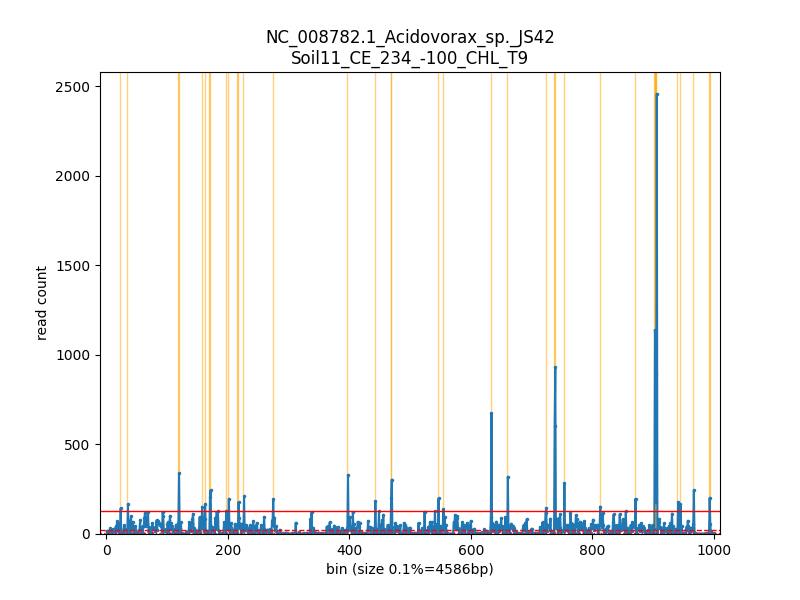 NC_008782.1_Acidovorax_sp._JS42
Soil11_CE_234_-100_CHL_T9
2500
2000
1500
1000
500
0
read count
0 200 400 600 800 1000
bin (size 0.1%=4586bp)